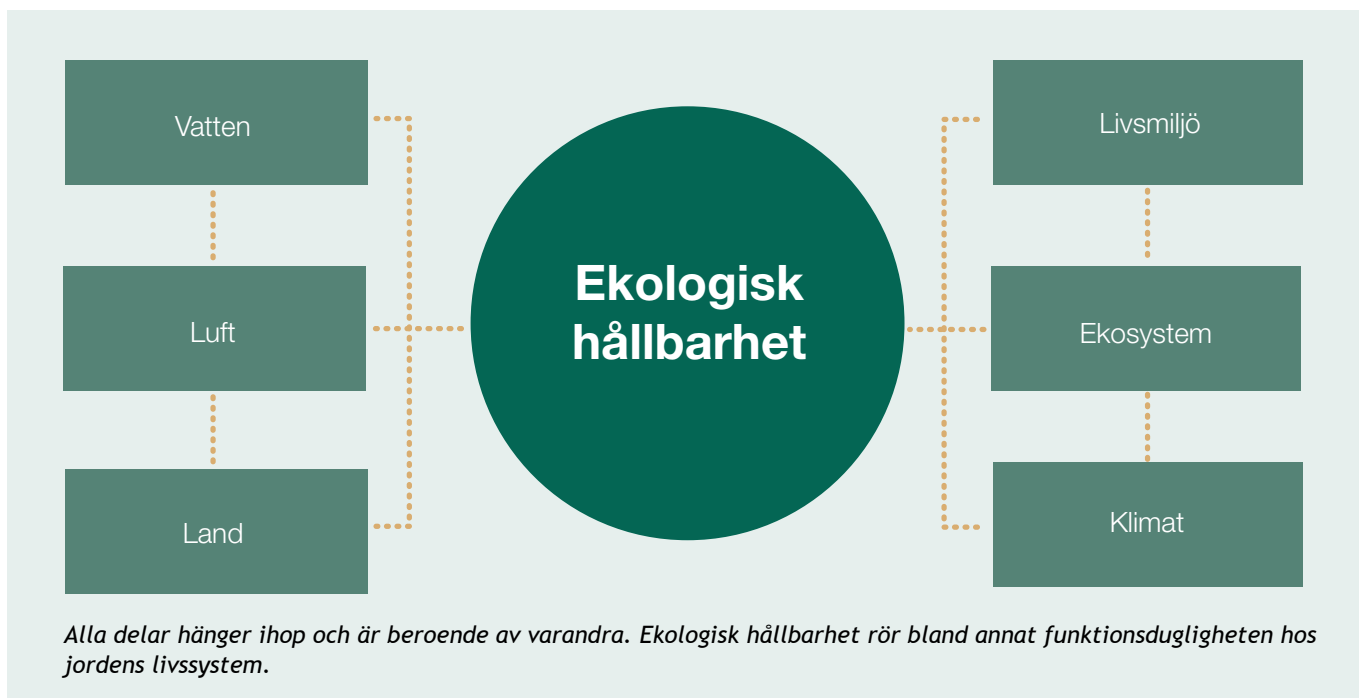 Vatten
Luft
Land
Ekologisk
hållbarhet
Livsmiljö
Ekosystem
Klimat
Alla delar hänger ihop och är beroende av varandra. Ekologisk hållbarhet rör bland annat funktionsdugligheten hos
jordens livssystem.